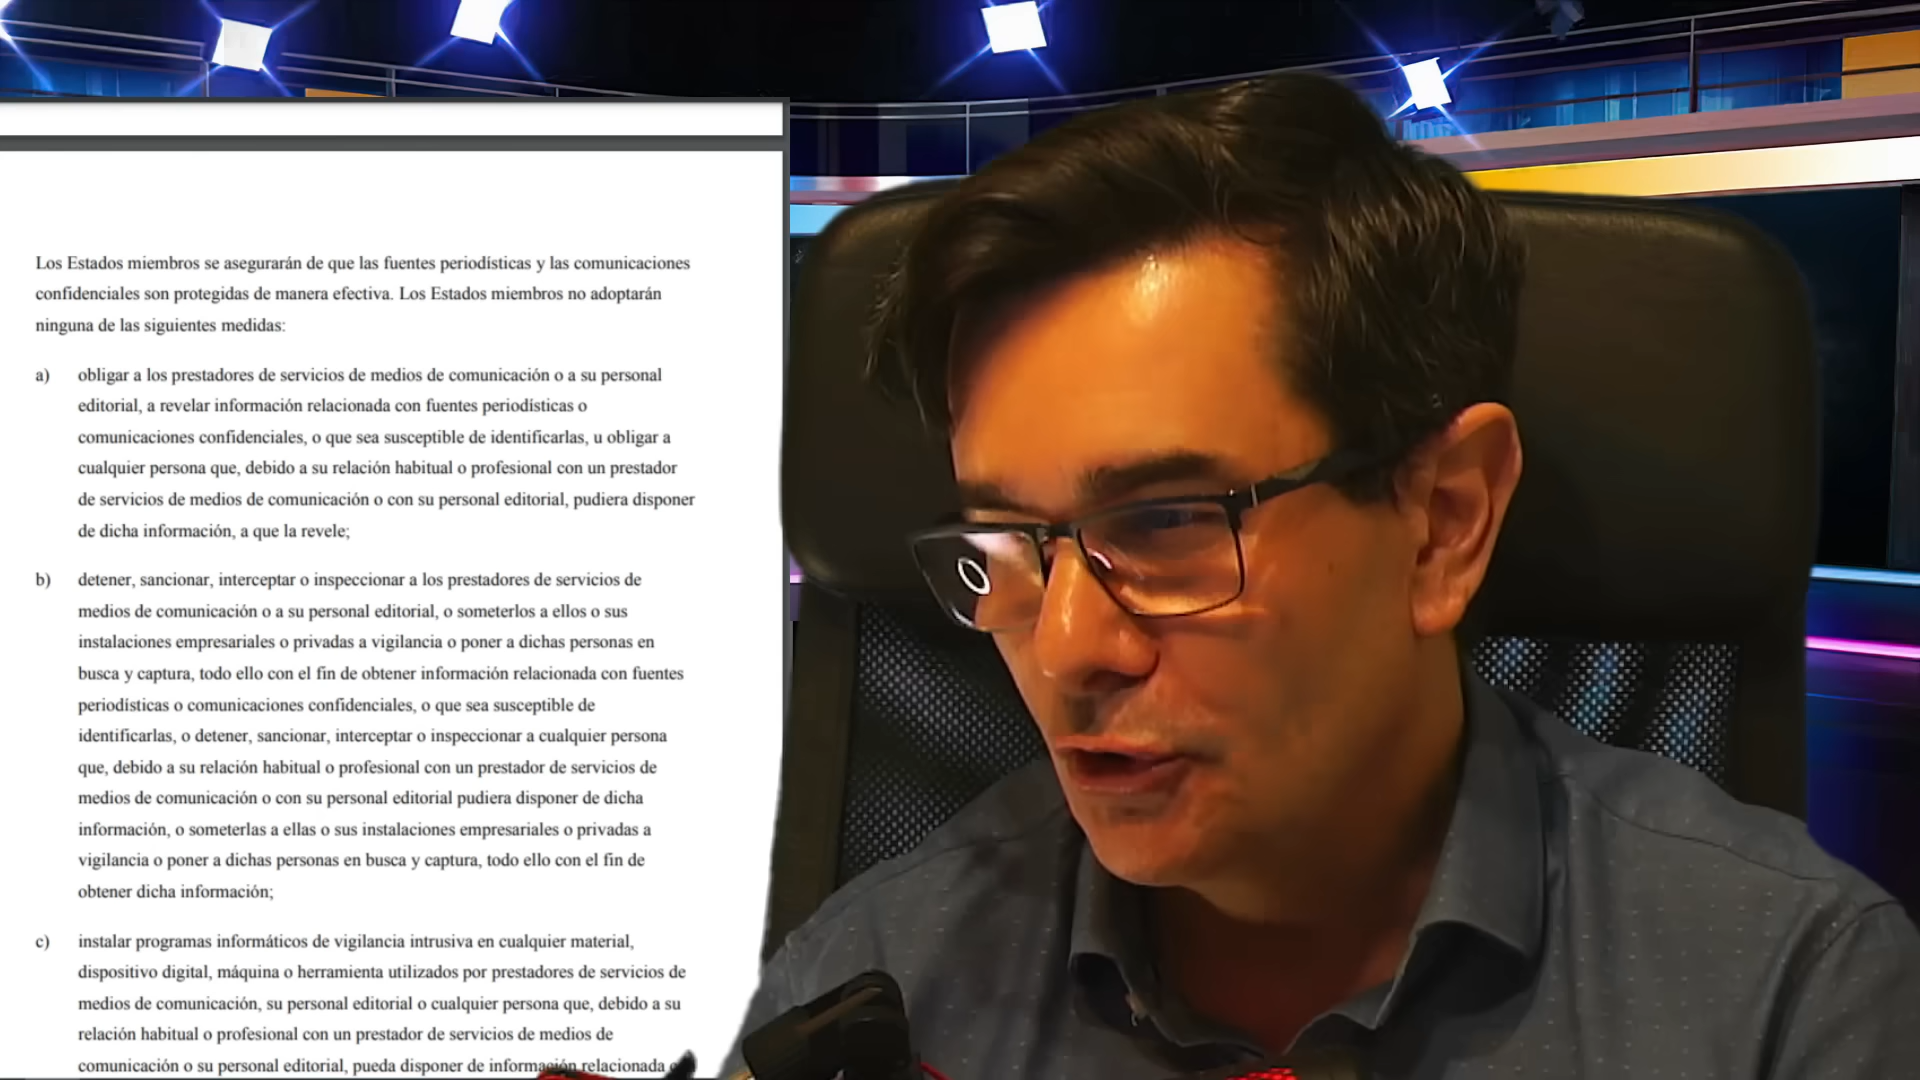 Los Estados miembros se asegurarán de que las fuentes periodísticas y las comunicaciones
confidenciales son protegidas de manera efectiva. Los Estados miembros no adoptarán
ninguna de las siguientes medidas:
a) obligar a los prestadores de servicios de medios de comunicación o a su personal
editorial, a revelar información relacionada con fuentes periodísticas o
comunicaciones confidenciales, o que sea susceptible de identificarlas, u obligar a
cualquier persona que, debido a su relación habitual o profesional con un prestador
de servicios de medios de comunicación o con su personal editorial, pudiera disponer
de dicha información, a que la revele;
b) detener, sancionar, interceptar o inspeccionar a los prestadores de servicios de
medios de comunicación o a su personal editorial, o someterlos a ellos o sus
instalaciones empresariales o privadas a vigilancia o poner a dichas personas en
busca y captura, todo ello con el fin de obtener información relacionada con fuentes
periodísticas o comunicaciones confidenciales, o que sea susceptible de
identificarlas, o detener, sancionar, interceptar o inspeccionar a cualquier persona
que, debido a su relación habitual o profesional con un prestador de servicios de
medios de comunicación o con su personal editorial pudiera disponer de dicha
información, o someterlas a ellas o sus instalaciones empresariales o privadas a
vigilancia o poner a dichas personas en busca y captura, todo ello con el fin de
obtener dicha información;
c) instalar programas informáticos de vigilancia intrusiva en cualquier material,
dispositivo digital, máquina o herramienta utilizados por prestadores de servicios de
medios de comunicación, su personal editorial o cualquier persona que, debido a su
relación habitual o profesional con un prestador de servicios de medios de
comunicación o su personal editorial, pueda disponer de información relacionada